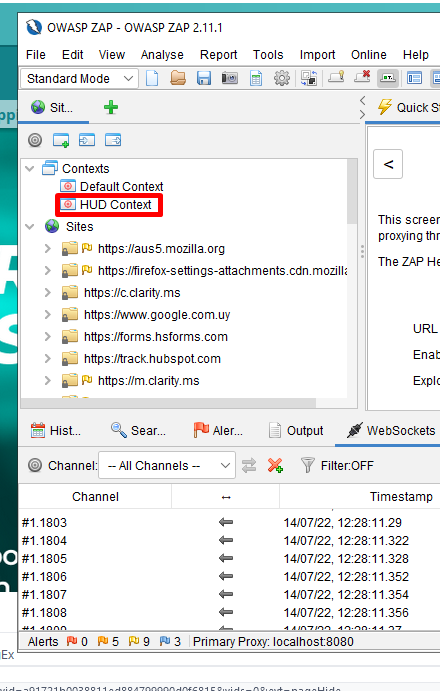 OWASP ZAP - OWASP ZAP 2.11.1
File Edit View Analyse Report Tools Import Online Help
Standard Mode
Sit... Quick St
Contexts
Default Context
HUD Context
Sites
https://aus5.mozilla.org
https://firefox-settings-attachments.cdn.mozilla
https://c.clarity.ms
https://www.google.com.uy
https://forms.hsforms.com
https://track.hubspot.com
https://m.clarity.ms
<
This screen
proxying thr
The ZAP He
URL
Enab
Explo
Hist... Sear... Aler... Output WebSockets
Channel: -- All Channels -- Filter:OFF
Channel ↔ Timestamp
#1.1803 14/07/22, 12:28:11.29
#1.1804 14/07/22, 12:28:11.322
#1.1805 14/07/22, 12:28:11.328
#1.1806 14/07/22, 12:28:11.352
#1.1807 14/07/22, 12:28:11.354
#1.1808 14/07/22, 12:28:11.356
#1.1809 14/07/22, 12:28:11.37
Alerts 0 5 9 3 Primary Proxy: localhost:8080